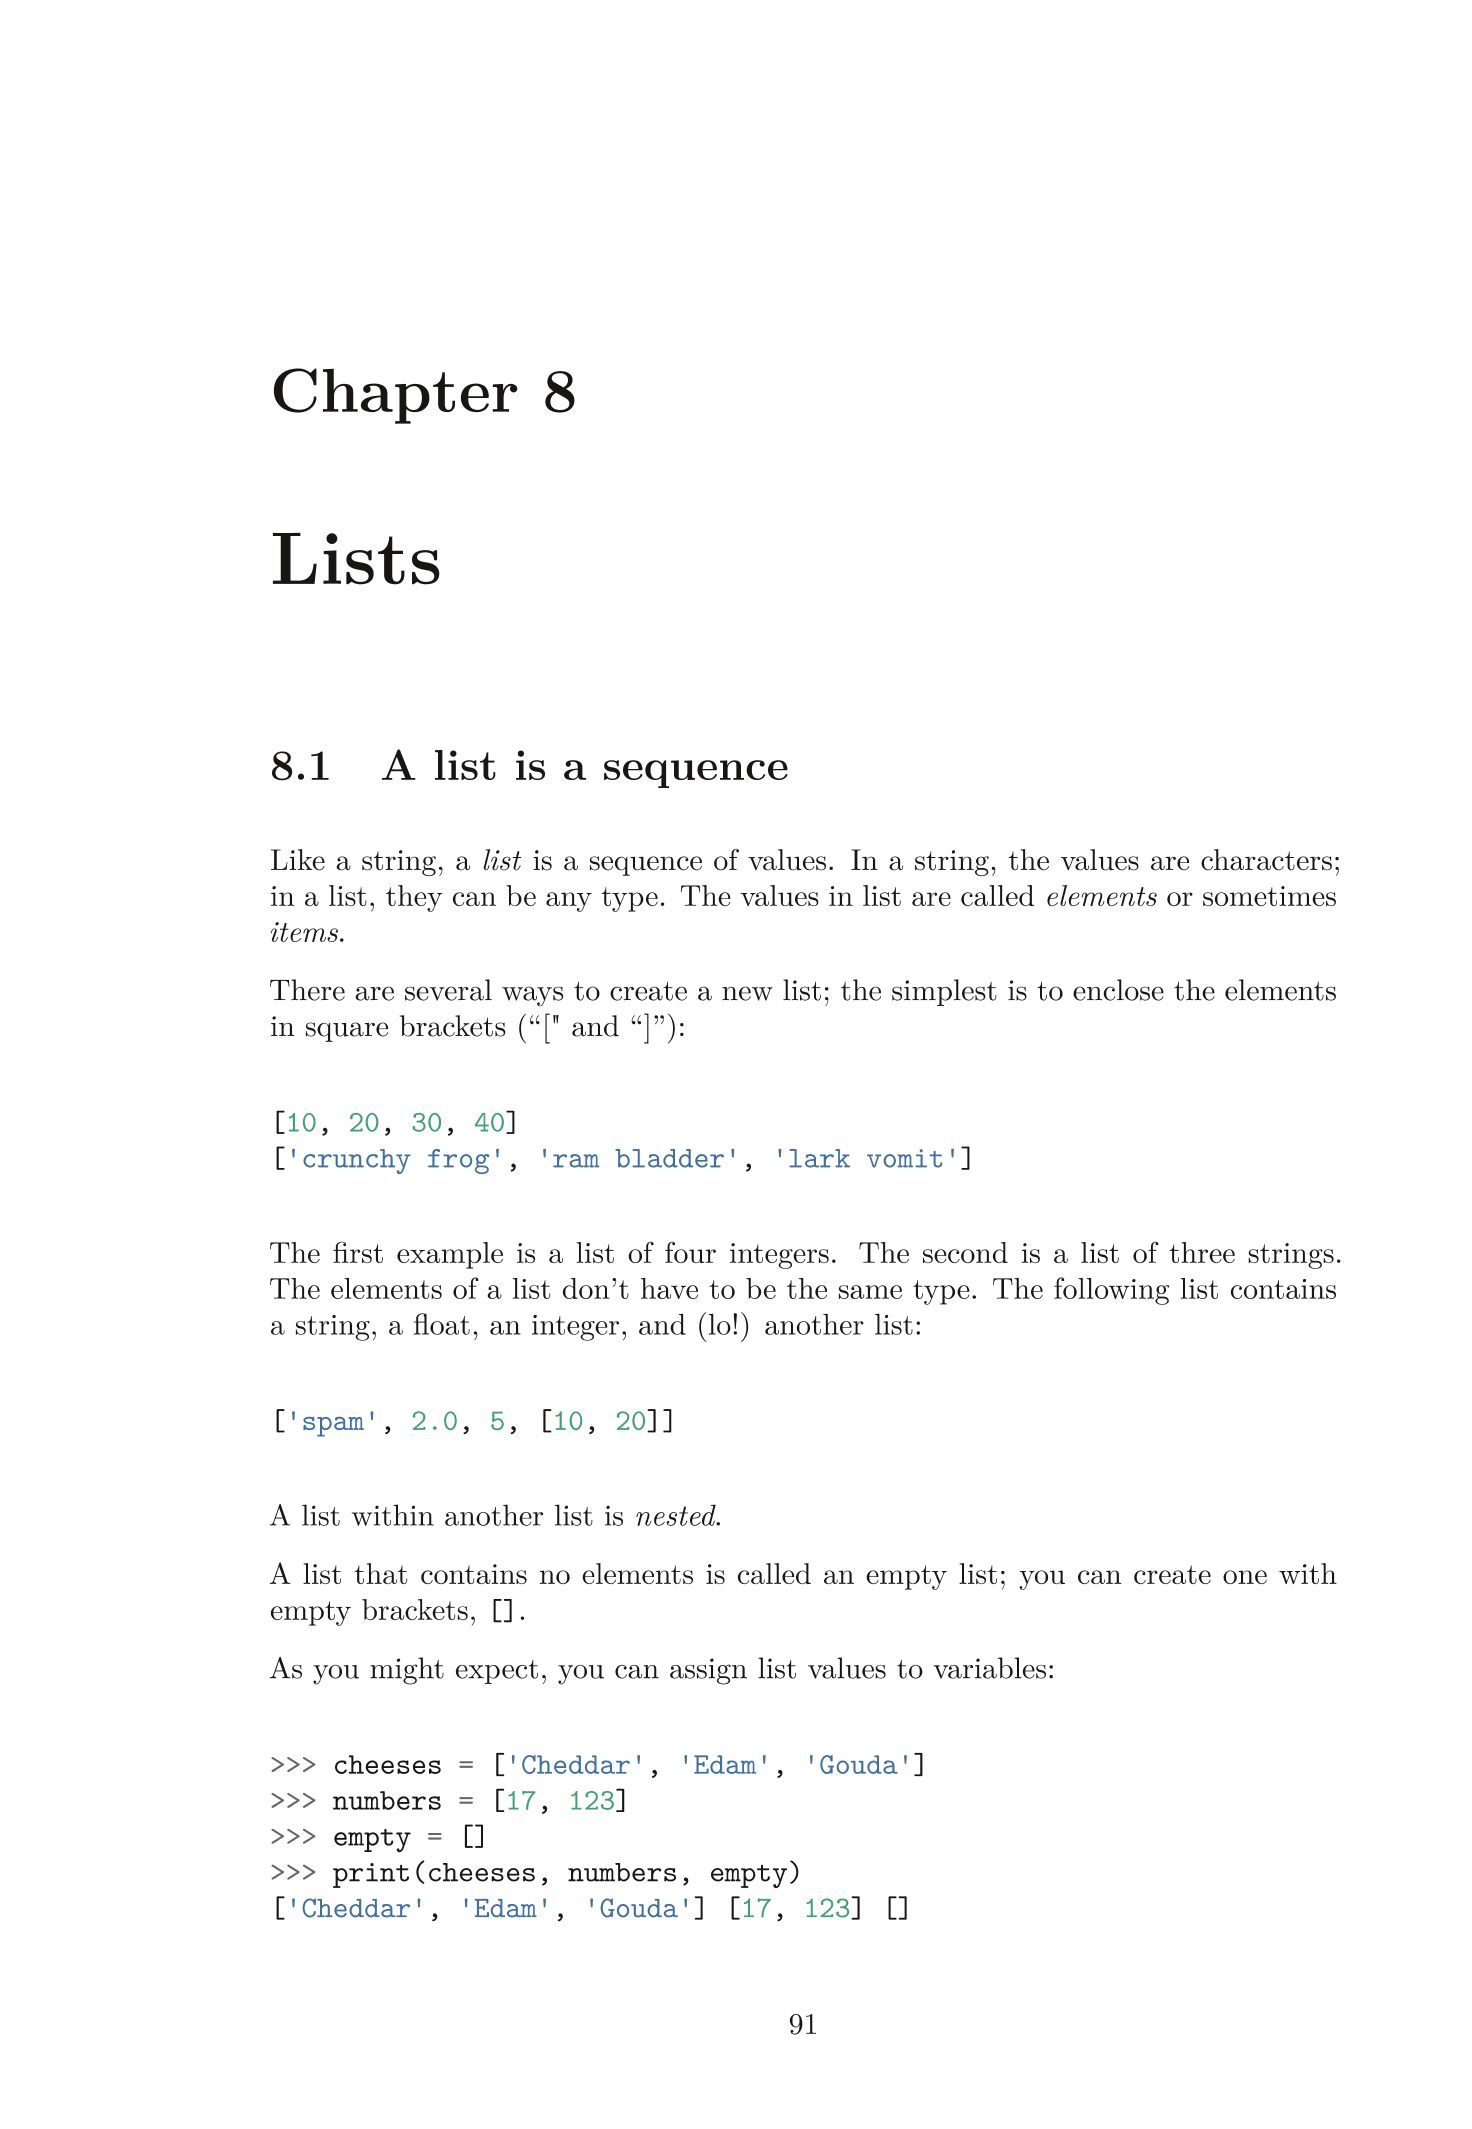 Chapter 8
Lists
8.1 A list is a sequence
Like a string, a list is a sequence of values. In a string, the values are characters;
in a list, they can be any type. The values in list are called elements or sometimes
items.
There are several ways to create a new list; the simplest is to enclose the elements
in square brackets (“[" and “]”):
[10, 20, 30, 40]
['crunchy frog', 'ram bladder', 'lark vomit']
The first example is a list of four integers. The second is a list of three strings.
The elements of a list don’t have to be the same type. The following list contains
a string, a float, an integer, and (lo!) another list:
['spam', 2.0, 5, [10, 20]]
A list within another list is nested.
A list that contains no elements is called an empty list; you can create one with
empty brackets, [].
As you might expect, you can assign list values to variables:
>>> cheeses = ['Cheddar', 'Edam', 'Gouda']
>>> numbers = [17, 123]
>>> empty = []
>>> print(cheeses, numbers, empty)
['Cheddar', 'Edam', 'Gouda'] [17, 123] []
91